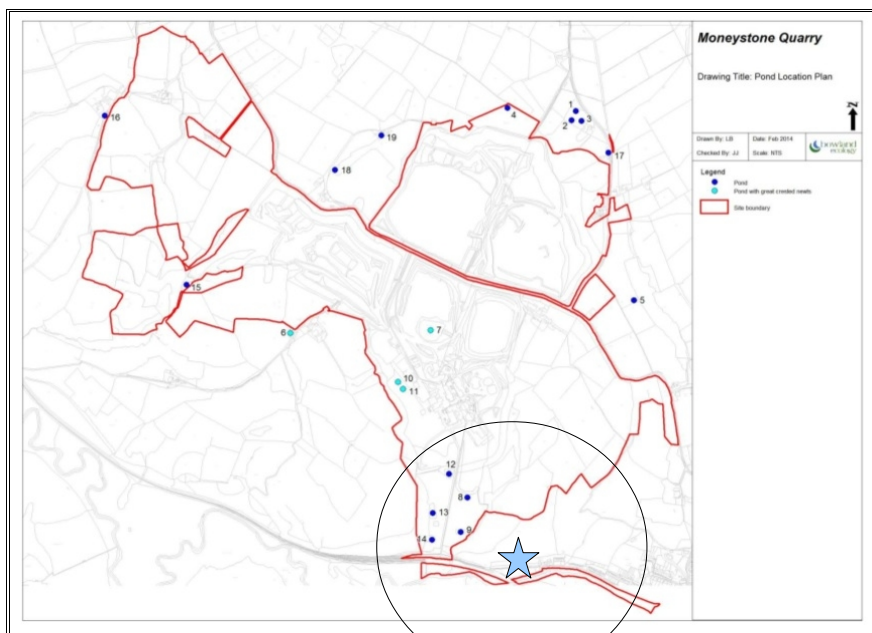 Moneystone Quarry
Drawing Title: Pond Location Plan
N
Drawn By: LB
Date: Feb 2014
Checked By: JJ
Scale: NTS
bowland
ecology
Legend
Pond
Pond with great crested newts
Site boundary
1
4
2
3
16
19
17
18
15
5
6
7
10
11
12
8
13
9
14